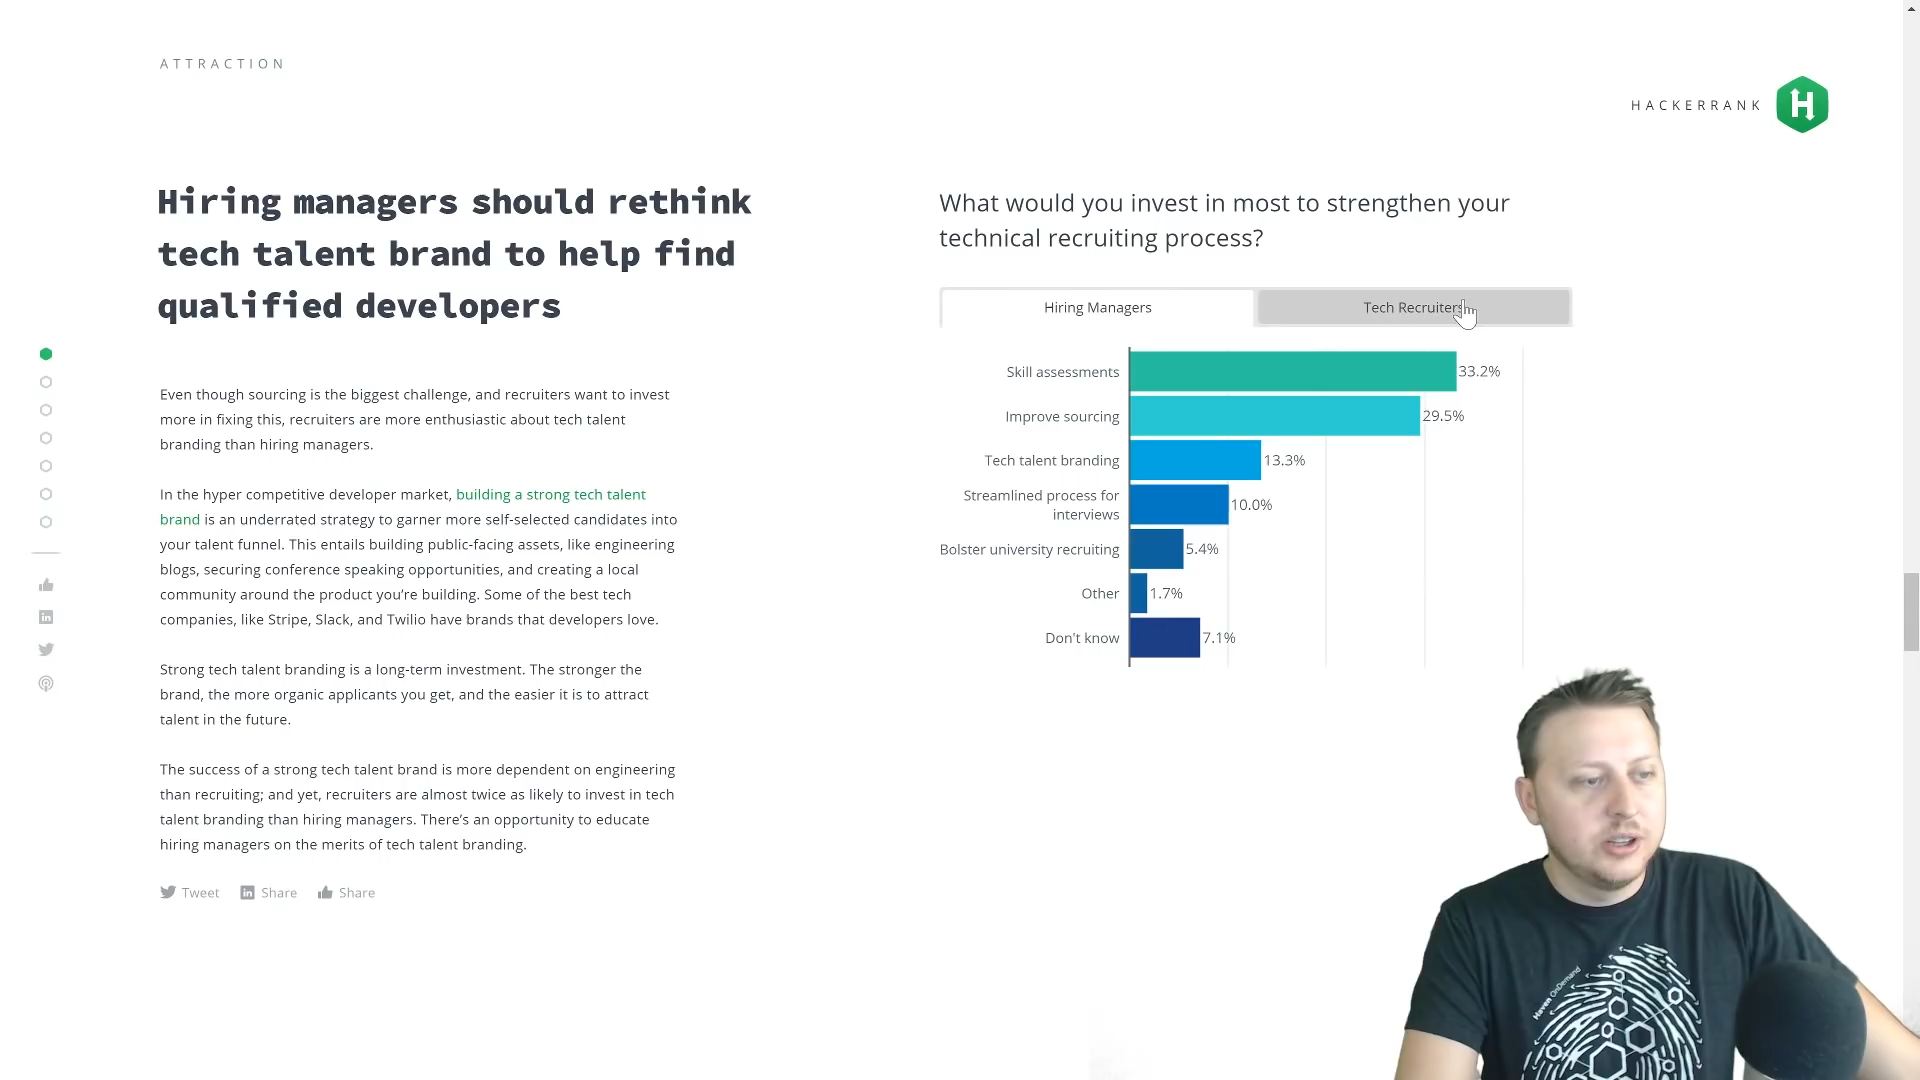 ATTRACTION
HACKERRANK
Hiring managers should rethink
tech talent brand to help find
qualified developers
Even though sourcing is the biggest challenge, and recruiters want to invest
more in fixing this, recruiters are more enthusiastic about tech talent
branding than hiring managers.
In the hyper competitive developer market, building a strong tech talent
brand is an underrated strategy to garner more self-selected candidates into
your talent funnel. This entails building public-facing assets, like engineering
blogs, securing conference speaking opportunities, and creating a local
community around the product you’re building. Some of the best tech
companies, like Stripe, Slack, and Twilio have brands that developers love.
Strong tech talent branding is a long-term investment. The stronger the
brand, the more organic applicants you get, and the easier it is to attract
talent in the future.
The success of a strong tech talent brand is more dependent on engineering
than recruiting; and yet, recruiters are almost twice as likely to invest in tech
talent branding than hiring managers. There’s an opportunity to educate
hiring managers on the merits of tech talent branding.
Tweet Share Share
What would you invest in most to strengthen your
technical recruiting process?
Hiring Managers Tech Recruiters
Skill assessments 33.2%
Improve sourcing 29.5%
Tech talent branding 13.3%
Streamlined process for
interviews 10.0%
Bolster university recruiting 5.4%
Other 1.7%
Don't know 7.1%
Haven OnDemand